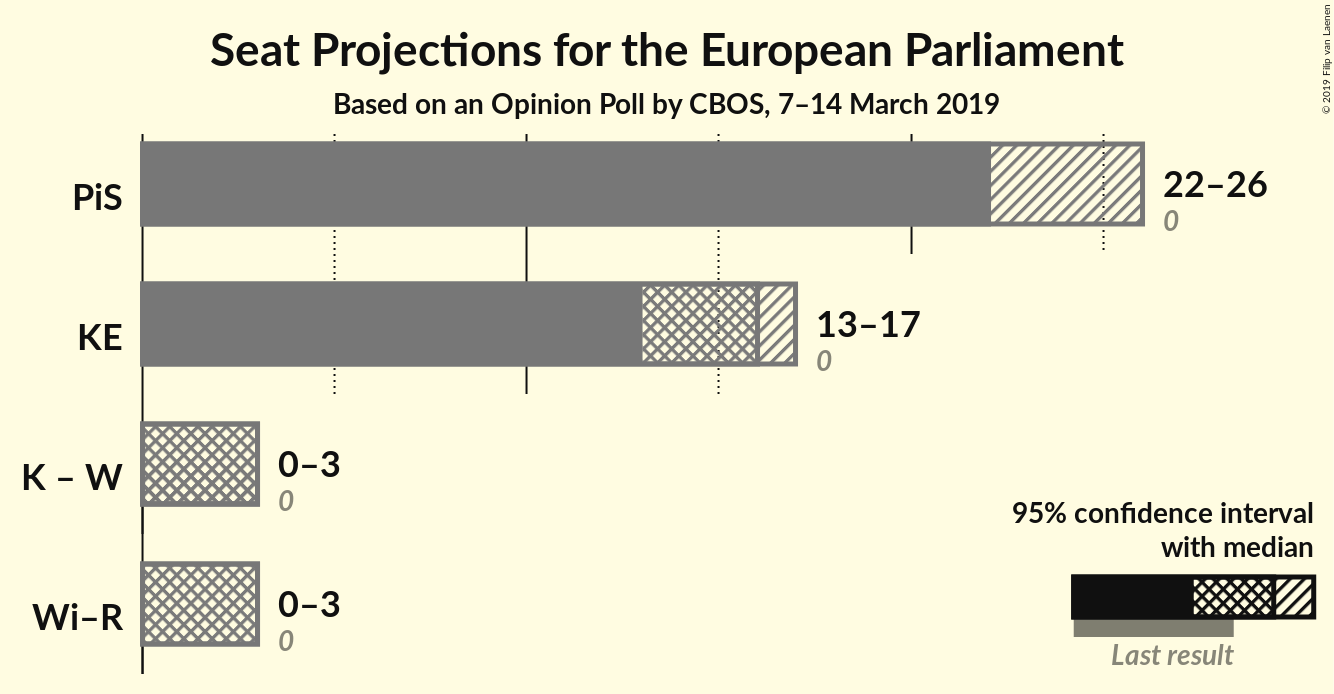 Seat Projections for the European Parliament
Based on an Opinion Poll by CBOS, 7–14 March 2019
© 2019 Filip van Laenen
PiS
22–26
0
KE
13–17
0
K – W
0–3
0
Wi–R
0–3
0
95% confidence interval
with median
Last result